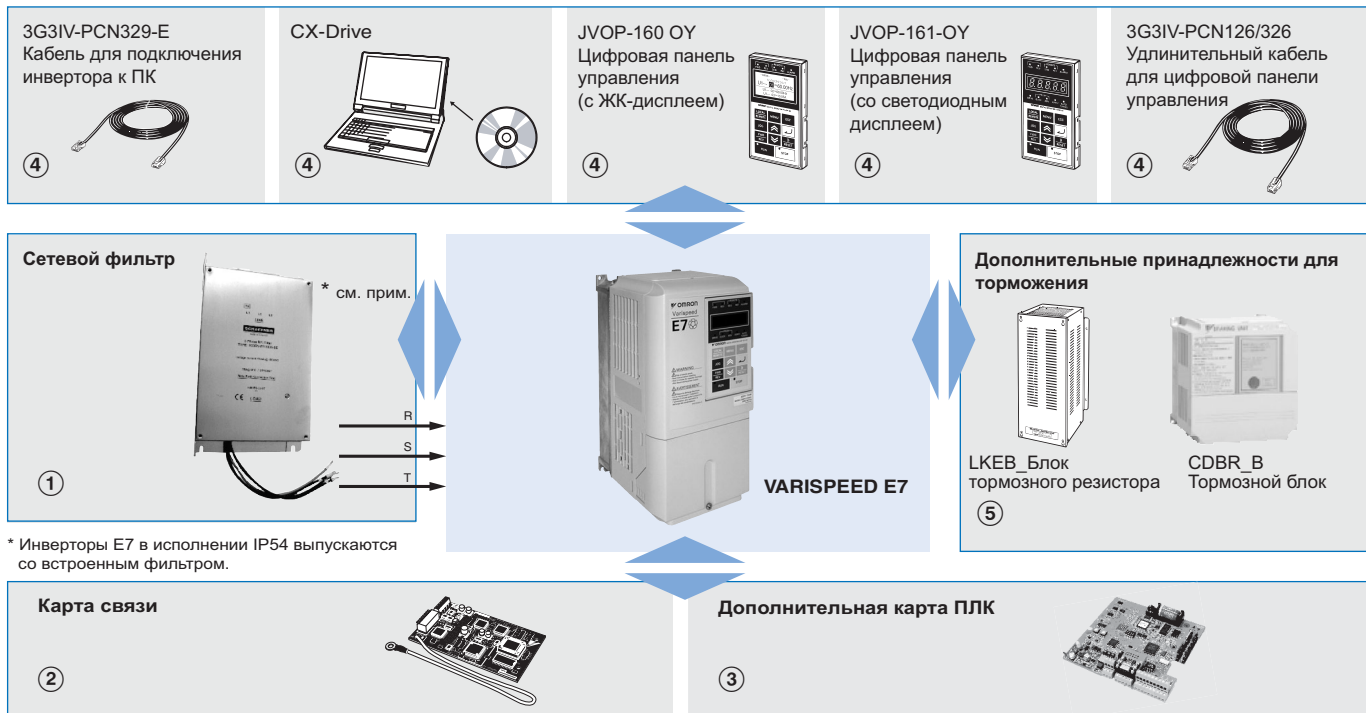 3G3IV-PCN329-E
Кабель для подключения
инвертора к ПК
④
CX-Drive
④
JVOP-160 OY
Цифровая панель
управления
(с ЖК-дисплеем)
④
JVOP-161-OY
Цифровая панель
управления
(со светодиодным
дисплеем)
④
3G3IV-PCN126/326
Удлинительный кабель
для цифровой панели
управления
④
Сетевой фильтр
* см. прим.
R
S
T
①
OMRON
Varispeed
E7
VARISPEED E7
Дополнительные принадлежности для
торможения
LKEB_Блок
тормозного резистора
CDBR_B
Тормозной блок
⑤
* Инверторы E7 в исполнении IP54 выпускаются
со встроенным фильтром.
Карта связи
②
Дополнительная карта ПЛК
③